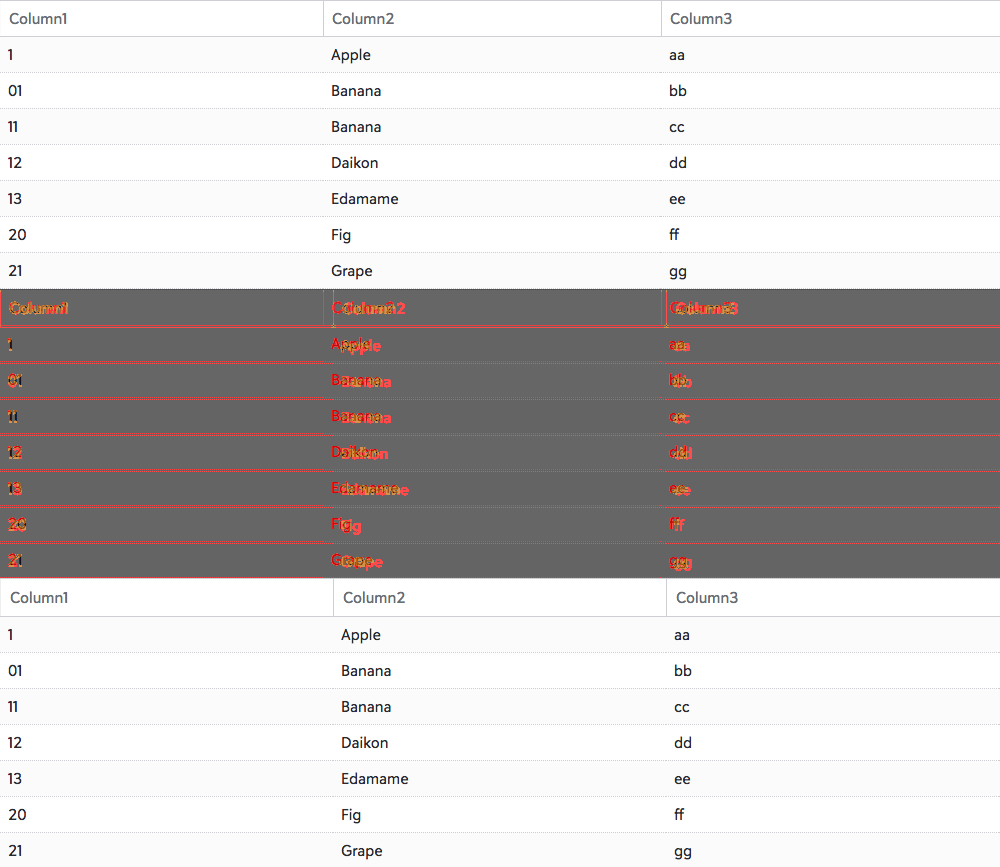 Column1 Column2 Column3
1 Apple aa
01 Banana bb
11 Banana cc
12 Daikon dd
13 Edamame ee
20 Fig ff
21 Grape gg
Column1 Column2 Column3
1 Apple aa
01 Banana bb
11 Banana cc
12 Daikon dd
13 Edamame ee
20 Fig ff
21 Grape gg
Column1 Column2 Column3
1 Apple aa
01 Banana bb
11 Banana cc
12 Daikon dd
13 Edamame ee
20 Fig ff
21 Grape gg